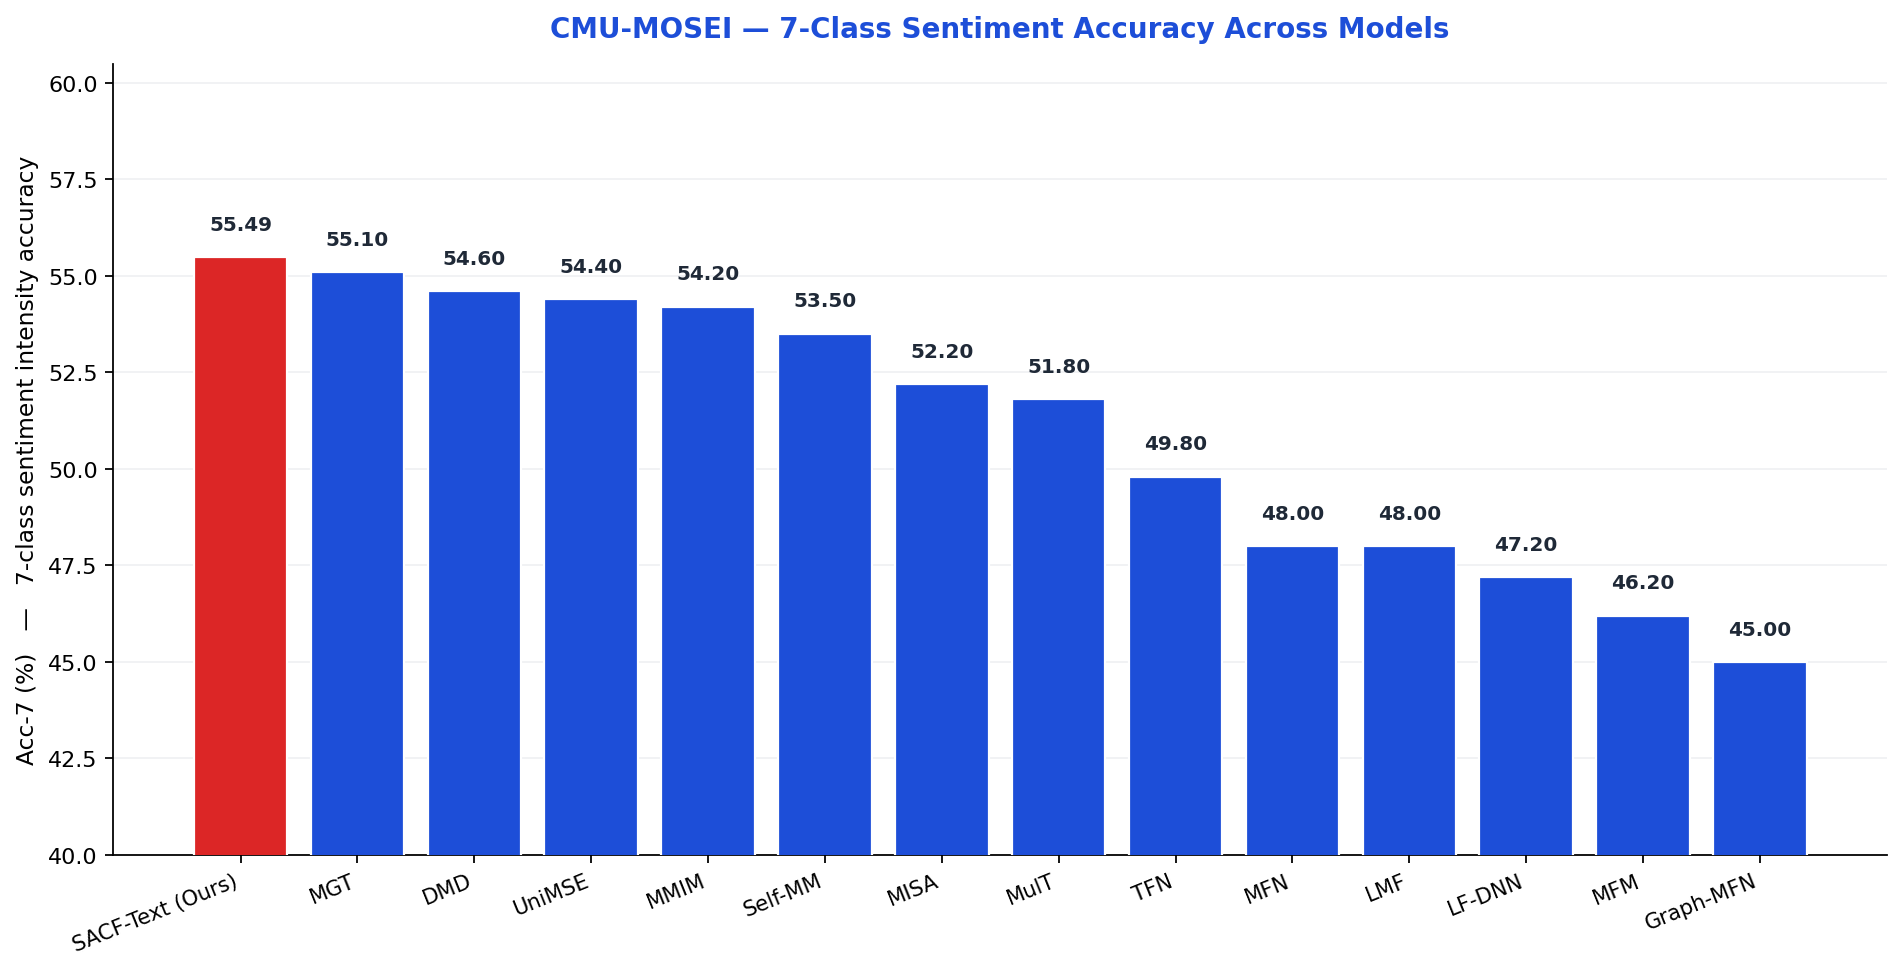 CMU-MOSEI — 7-Class Sentiment Accuracy Across Models
Acc-7 (%) — 7-class sentiment intensity accuracy
60.0
57.5
55.0
52.5
50.0
47.5
45.0
42.5
40.0
55.49
55.10
54.60
54.40
54.20
53.50
52.20
51.80
49.80
48.00
48.00
47.20
46.20
45.00
SACF-Text (Ours)
MGT
DMD
UniMSE
MMIM
Self-MM
MISA
MulT
TFN
MFN
LMF
LF-DNN
MFM
Graph-MFN